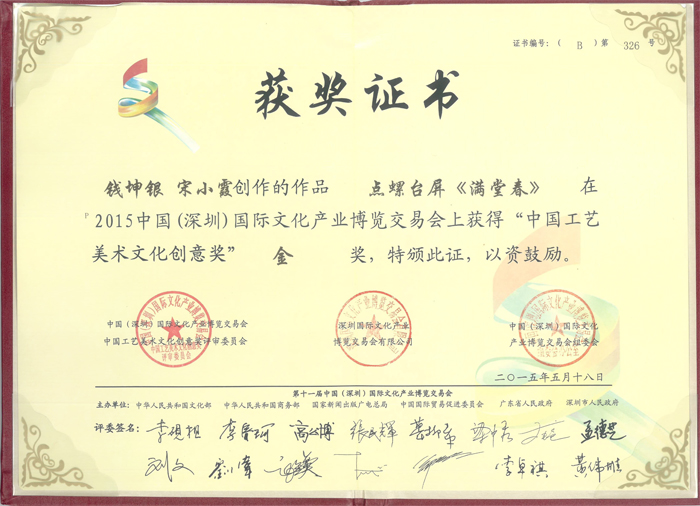 证书编号：（ B ）第 326 号
获奖证书
钱坤银 宋小霞创作的作品 点螺台屏《满堂春》 在
2015中国(深圳)国际文化产业博览交易会上获得“中国工艺
美术文化创意奖” 金 奖，特颁此证，以资鼓励。
中国（深圳）国际文化产业博览交易会
中国工艺美术文化创意奖评审委员会
深圳国际文化产业
博览交易会有限公司
中国（深圳）国际文化
产业博览交易会组委会
二〇一五年五月十八日
第十一届中国（深圳）国际文化产业博览交易会
主办单位：中华人民共和国文化部 中华人民共和国商务部 国家新闻出版广电总局 中国国际贸易促进委员会 广东省人民政府 深圳市人民政府
评委签名：